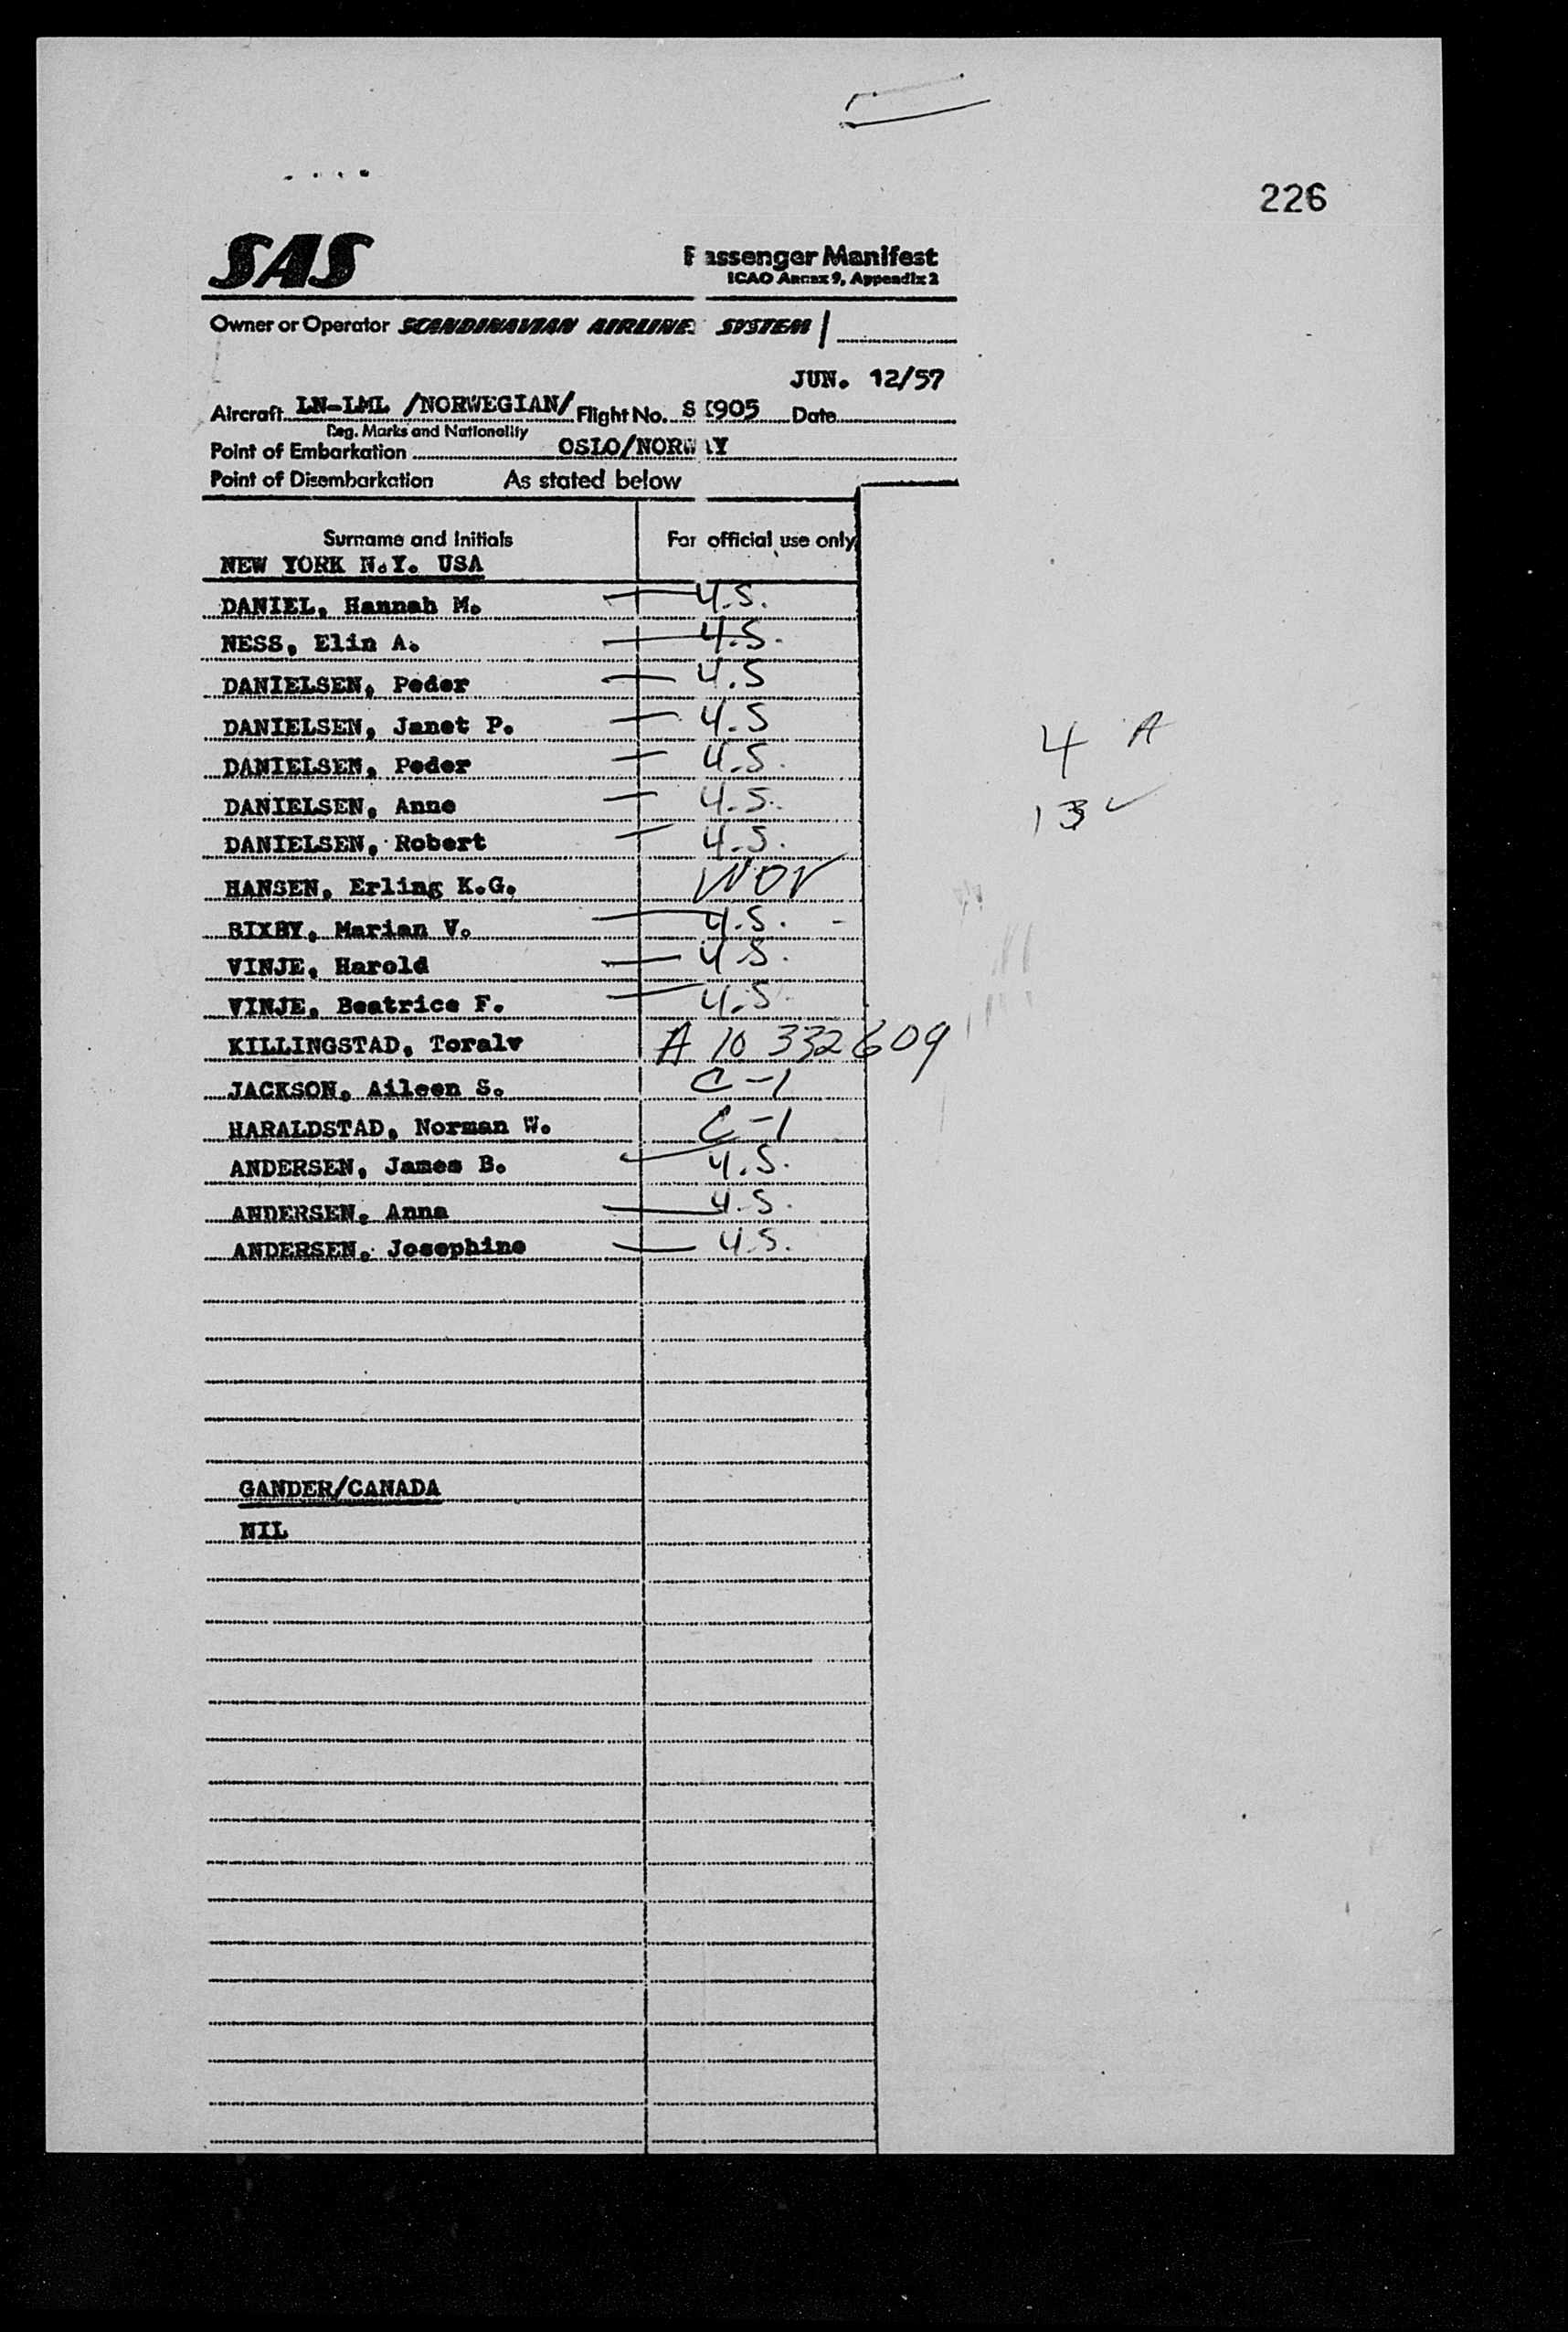 226
SAS
Passenger Manifest
ICAO Annex 9, Appendix 2
Owner or Operator SCANDINAVIAN AIRLINES SYSTEM
JUN. 12/57
Aircraft LN-LML /NORWEGIAN/ Flight No. SK905 Date
Reg. Marks and Nationality
Point of Embarkation OSLO/NORWAY
Point of Disembarkation As stated below
Surname and Initials For official use only
NEW YORK N.Y. USA
DANIEL, Hannah M. U.S.
NESS, Elin A. U.S.
DANIELSEN, Peder U.S
DANIELSEN, Janet P. U.S
4 A
DANIELSEN, Peder U.S.
DANIELSEN, Anne U.S.
13 ✓
DANIELSEN, Robert U.S.
HANSEN, Erling K.G. NOR
BIXBY, Marian V. U.S.
VINJE, Harold U.S.
VINJE, Beatrice F. U.S.
KILLINGSTAD, Toralv A 10 332 609
JACKSON, Aileen S. C-1
HARALDSTAD, Norman W. C-1
ANDERSEN, James B. U.S.
ANDERSEN, Anna U.S.
ANDERSEN, Josephine U.S.
GANDER/CANADA
NIL